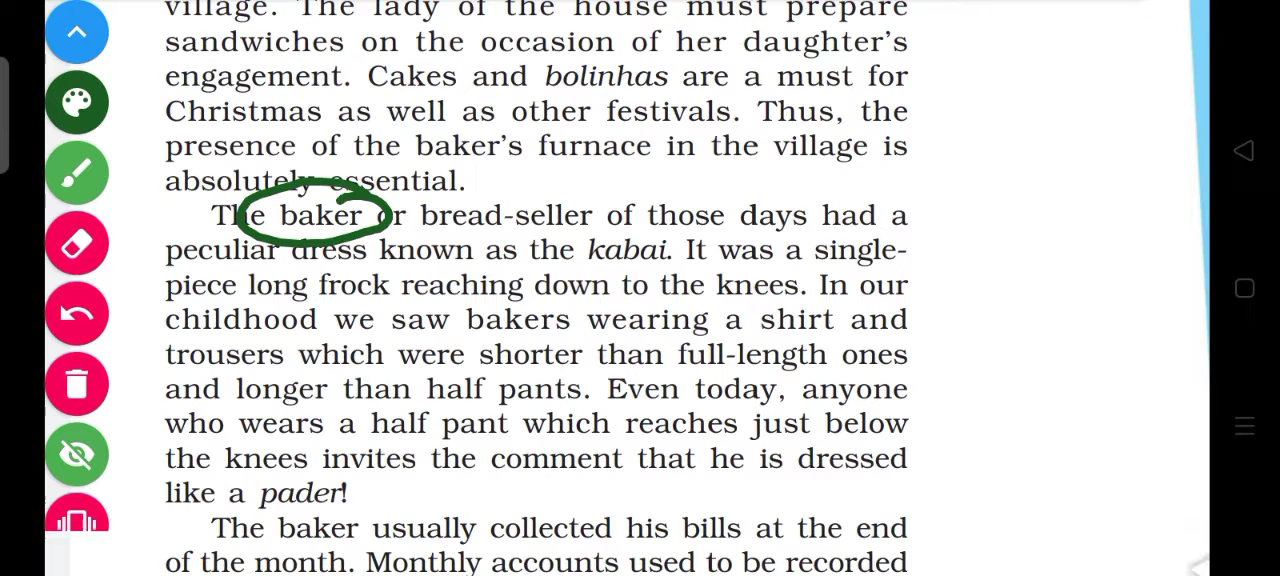 village. The lady of the house must prepare
sandwiches on the occasion of her daughter's
engagement. Cakes and bolinhas are a must for
Christmas as well as other festivals. Thus, the
presence of the baker's furnace in the village is
absolutely essential.
The baker or bread-seller of those days had a
peculiar dress known as the kabai. It was a single-
piece long frock reaching down to the knees. In our
childhood we saw bakers wearing a shirt and
trousers which were shorter than full-length ones
and longer than half pants. Even today, anyone
who wears a half pant which reaches just below
the knees invites the comment that he is dressed
like a pader!
The baker usually collected his bills at the end
of the month. Monthly accounts used to be recorded